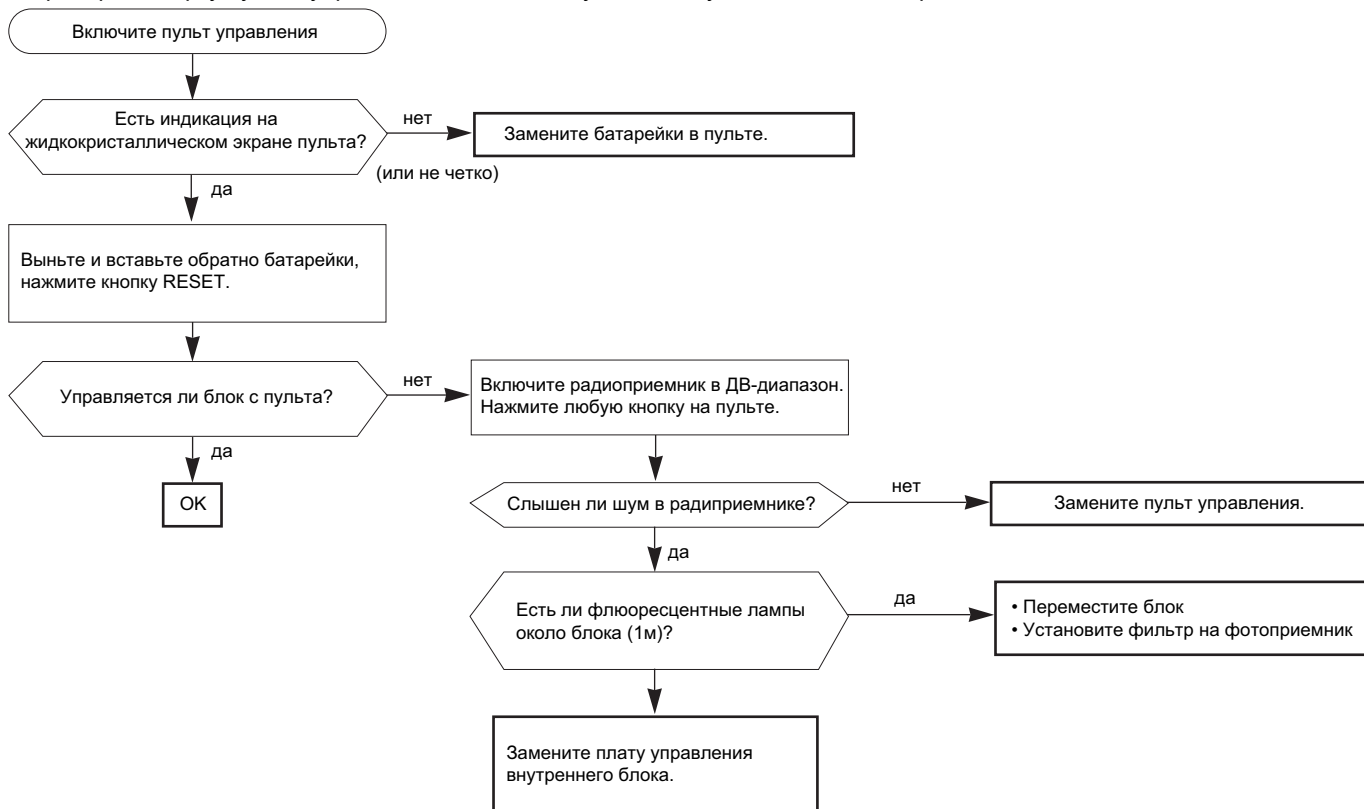 Включите пульт управления
Есть индикация на
жидкокристаллическом экране пульта?
нет
(или не четко)
Замените батарейки в пульте.
да
Выньте и вставьте обратно батарейки,
нажмите кнопку RESET.
Управляется ли блок с пульта?
нет
да
OK
Включите радиоприемник в ДВ-диапазон.
Нажмите любую кнопку на пульте.
Слышен ли шум в радиприемнике?
нет
Замените пульт управления.
да
Есть ли флюоресцентные лампы
около блока (1м)?
да
• Переместите блок
• Установите фильтр на фотоприемник
Замените плату управления
внутреннего блока.